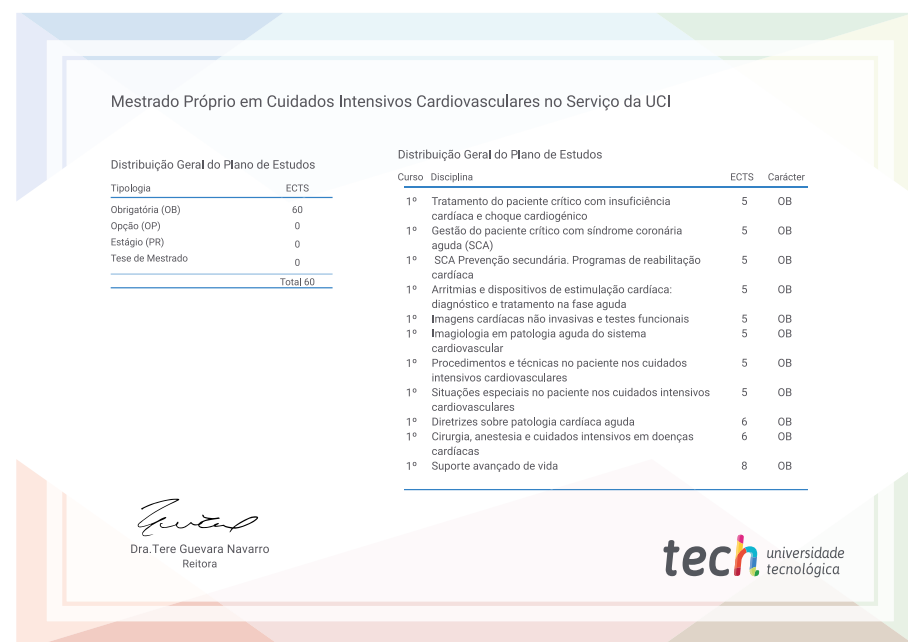 Mestrado Próprio em Cuidados Intensivos Cardiovasculares no Serviço da UCI
Distribuição Geral do Plano de Estudos
Tipologia ECTS
Obrigatória (OB) 60
Opção (OP) 0
Estágio (PR) 0
Tese de Mestrado 0
Total 60
Distribuição Geral do Plano de Estudos
Curso Disciplina ECTS Carácter
1º Tratamento do paciente crítico com insuficiência 5 OB
cardíaca e choque cardiogénico
1º Gestão do paciente crítico com síndrome coronária 5 OB
aguda (SCA)
1º SCA Prevenção secundária. Programas de reabilitação 5 OB
cardíaca
1º Arritmias e dispositivos de estimulação cardíaca: 5 OB
diagnóstico e tratamento na fase aguda
1º Imagens cardíacas não invasivas e testes funcionais 5 OB
1º Imagiologia em patologia aguda do sistema 5 OB
cardiovascular
1º Procedimentos e técnicas no paciente nos cuidados 5 OB
intensivos cardiovasculares
1º Situações especiais no paciente nos cuidados intensivos 5 OB
cardiovasculares
1º Diretrizes sobre patologia cardíaca aguda 6 OB
1º Cirurgia, anestesia e cuidados intensivos em doenças 6 OB
cardíacas
1º Suporte avançado de vida 8 OB
Dra.Tere Guevara Navarro
Reitora
tech universidade
tecnológica